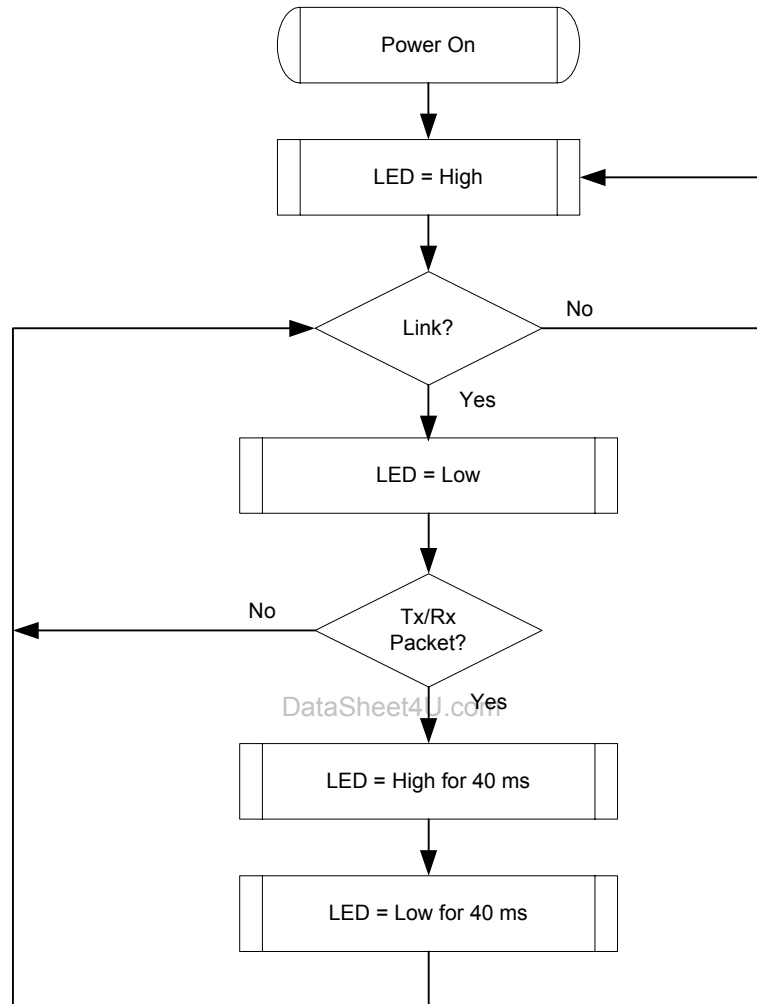 Power On
LED = High
Link?
No
Yes
LED = Low
No
Tx/Rx
Packet?
DataSheet4U.com
Yes
LED = High for 40 ms
LED = Low for 40 ms